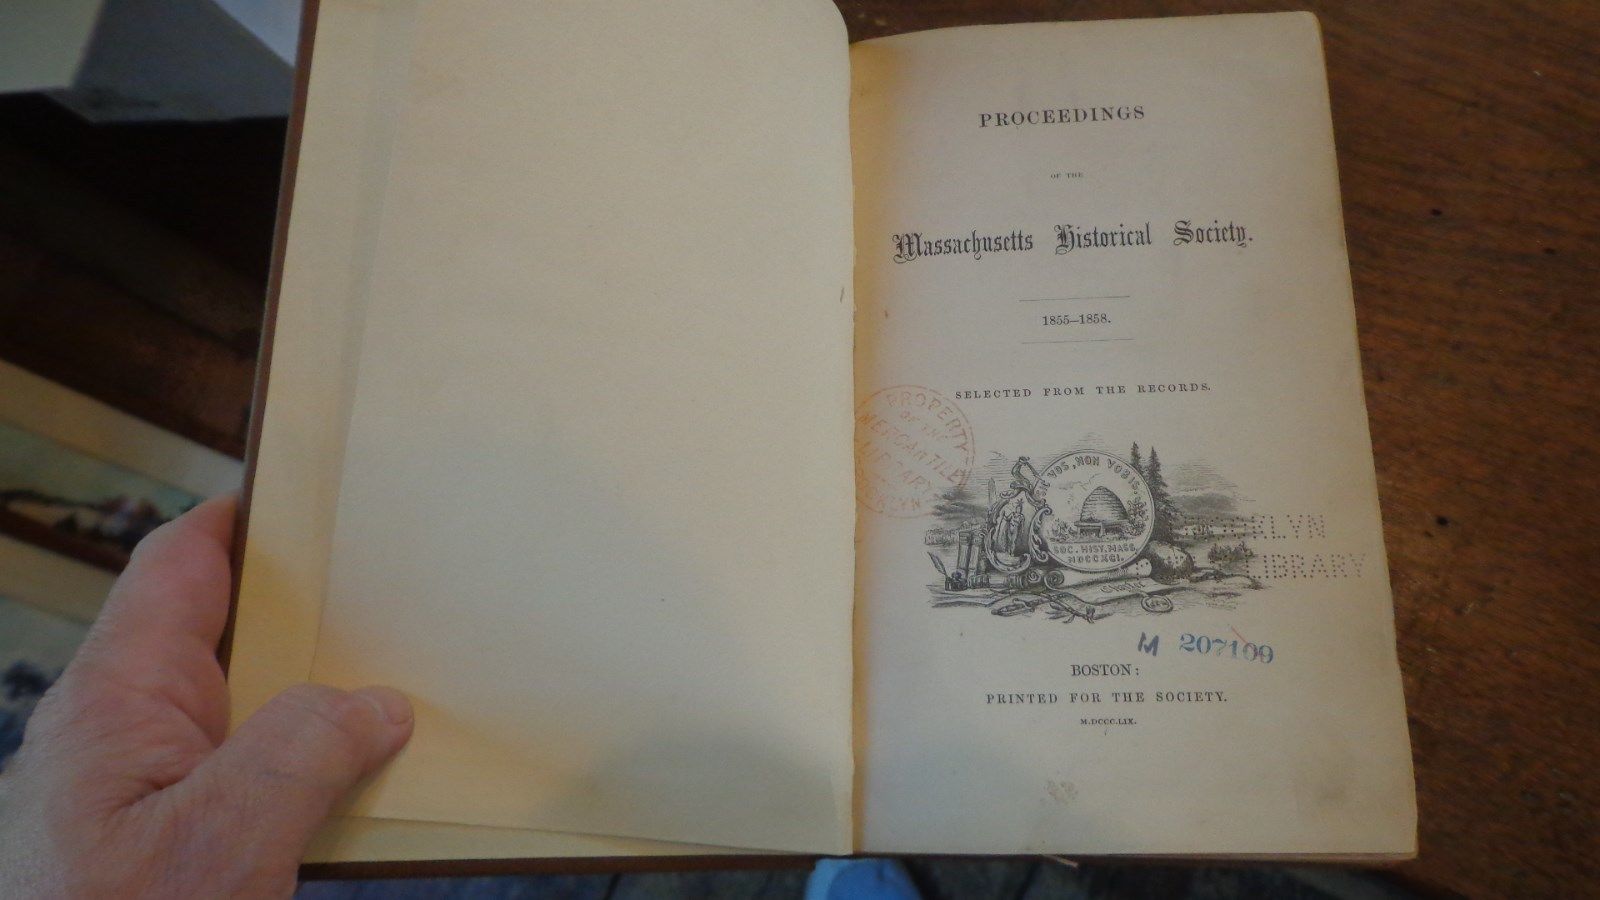 PROCEEDINGS
OF THE
Massachusetts Historical Society.
1855–1858.
SELECTED FROM THE RECORDS.
PROPERTY
OF THE
MERCANTILE
LIBRARY
SIC VOS, NON VOBIS.
SOC. HIST. MASS.
MDCCXCI.
BROOKLYN
LIBRARY
M 207109
BOSTON:
PRINTED FOR THE SOCIETY.
M.DCCC.LIX.